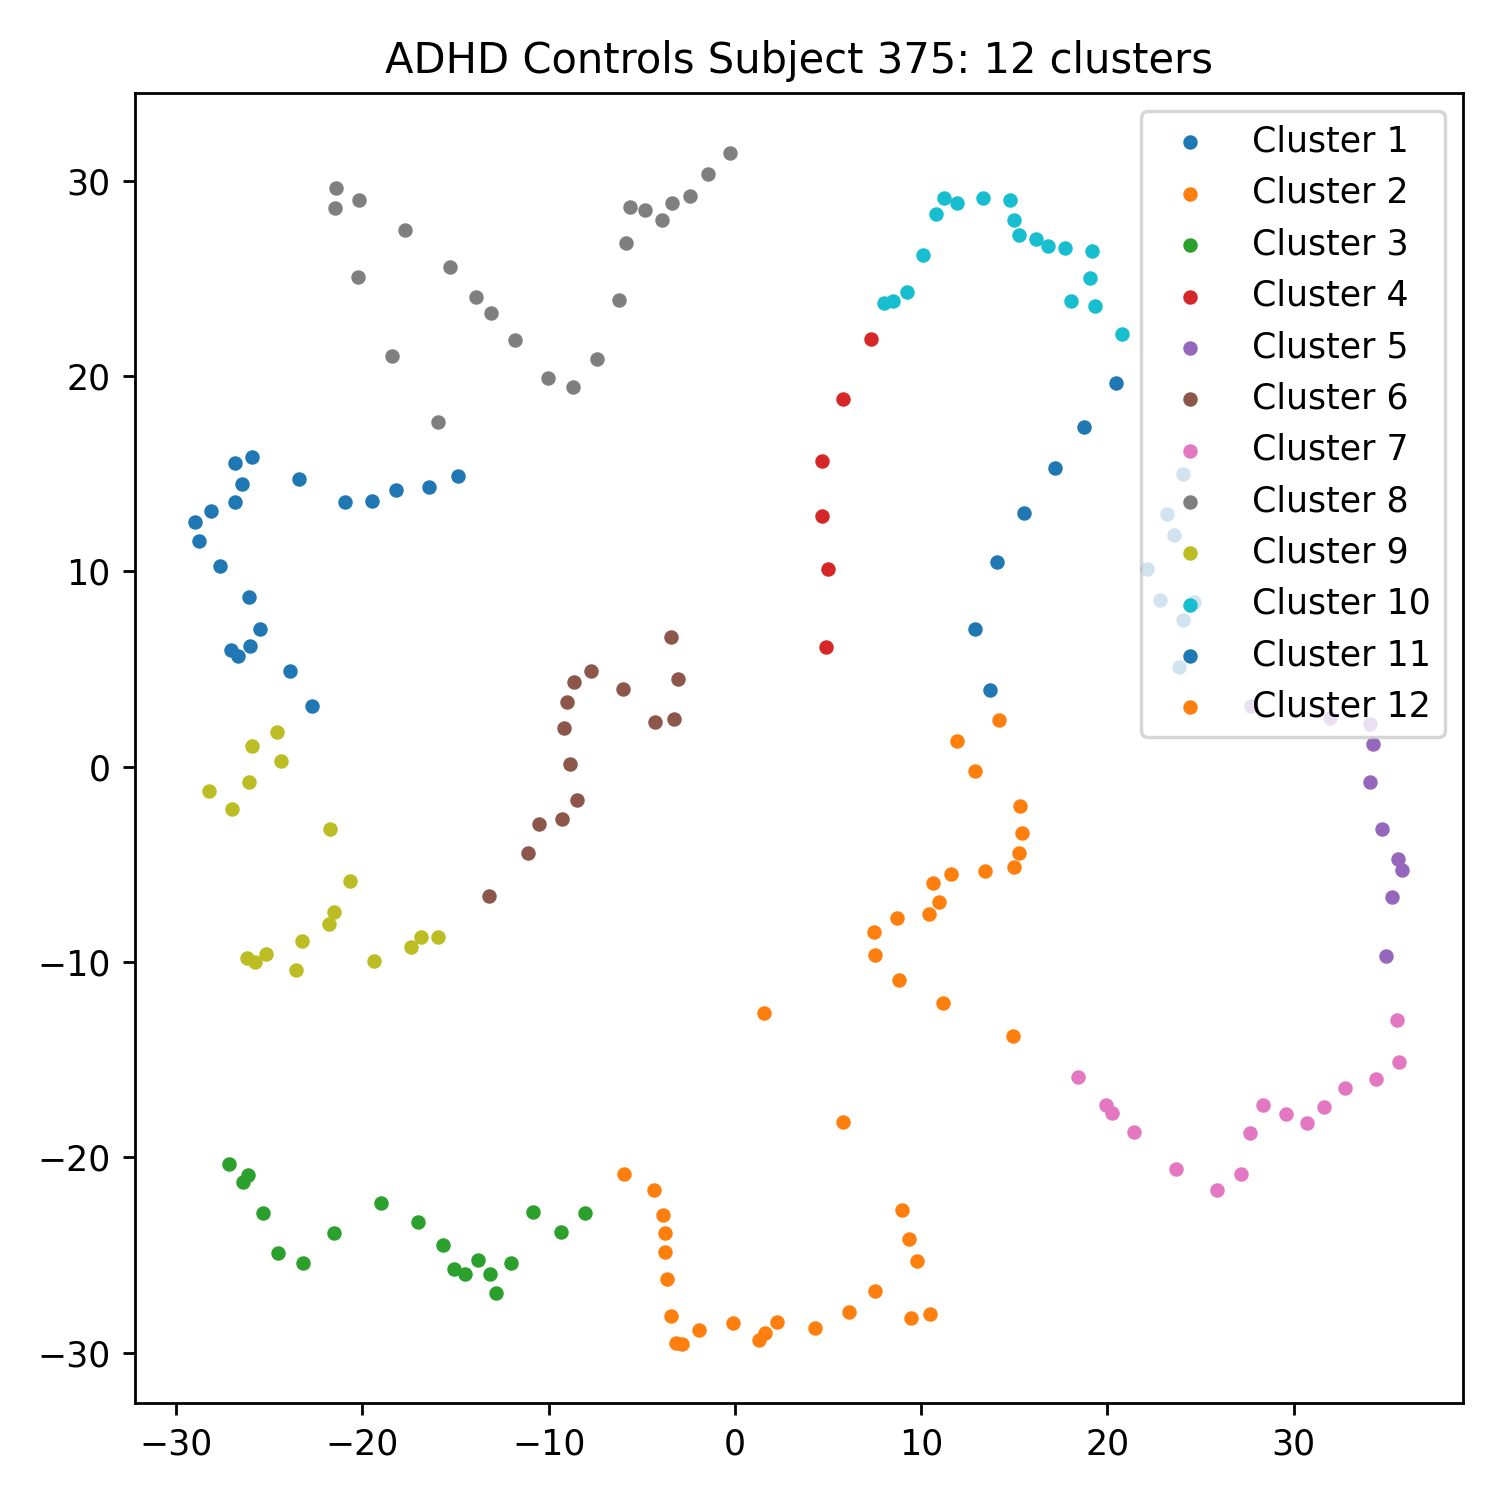 ADHD Controls Subject 375: 12 clusters
Cluster 1
Cluster 2
Cluster 3
Cluster 4
Cluster 5
Cluster 6
Cluster 7
Cluster 8
Cluster 9
Cluster 10
Cluster 11
Cluster 12
30
20
10
0
−10
−20
−30
−30 −20 −10 0 10 20 30